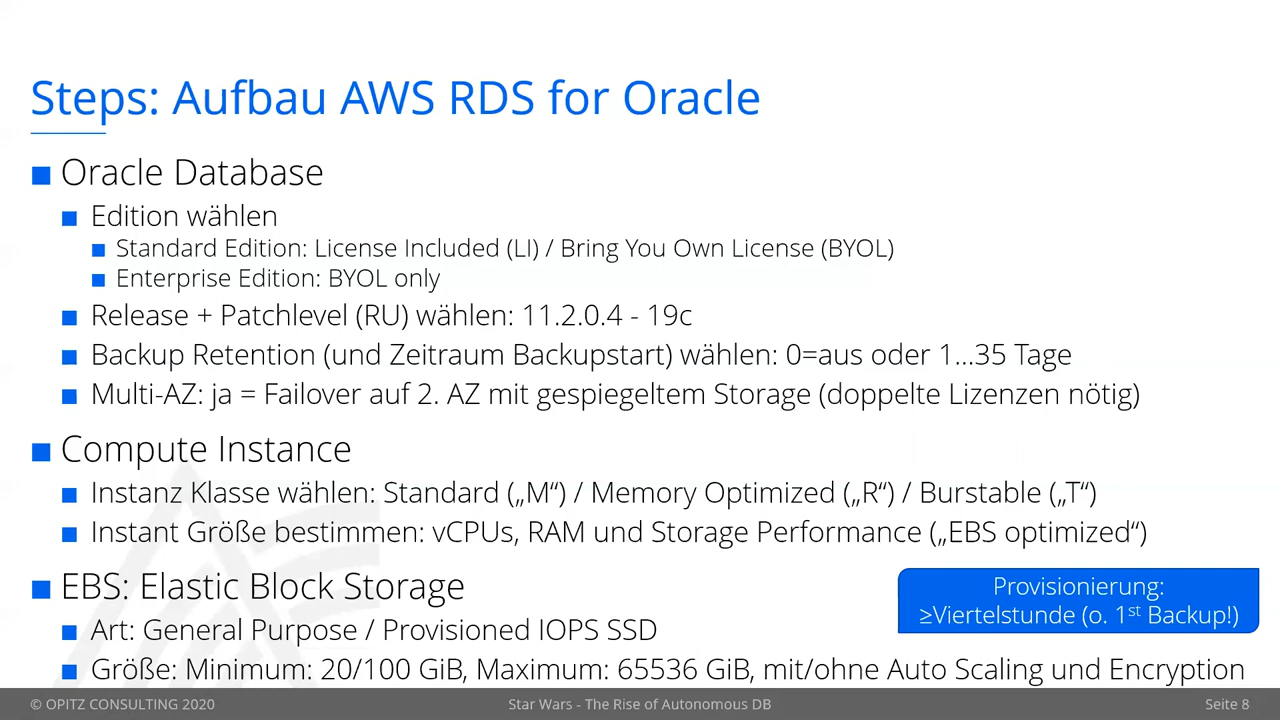 Steps: Aufbau AWS RDS for Oracle
Oracle Database
Edition wählen
Standard Edition: License Included (LI) / Bring You Own License (BYOL)
Enterprise Edition: BYOL only
Release + Patchlevel (RU) wählen: 11.2.0.4 - 19c
Backup Retention (und Zeitraum Backupstart) wählen: 0=aus oder 1...35 Tage
Multi-AZ: ja = Failover auf 2. AZ mit gespiegeltem Storage (doppelte Lizenzen nötig)
Compute Instance
Instanz Klasse wählen: Standard („M“) / Memory Optimized („R“) / Burstable („T“)
Instant Größe bestimmen: vCPUs, RAM und Storage Performance („EBS optimized“)
EBS: Elastic Block Storage
Art: General Purpose / Provisioned IOPS SSD
Größe: Minimum: 20/100 GiB, Maximum: 65536 GiB, mit/ohne Auto Scaling und Encryption
Provisionierung:
≥Viertelstunde (o. 1st Backup!)
© OPITZ CONSULTING 2020
Star Wars - The Rise of Autonomous DB
Seite 8